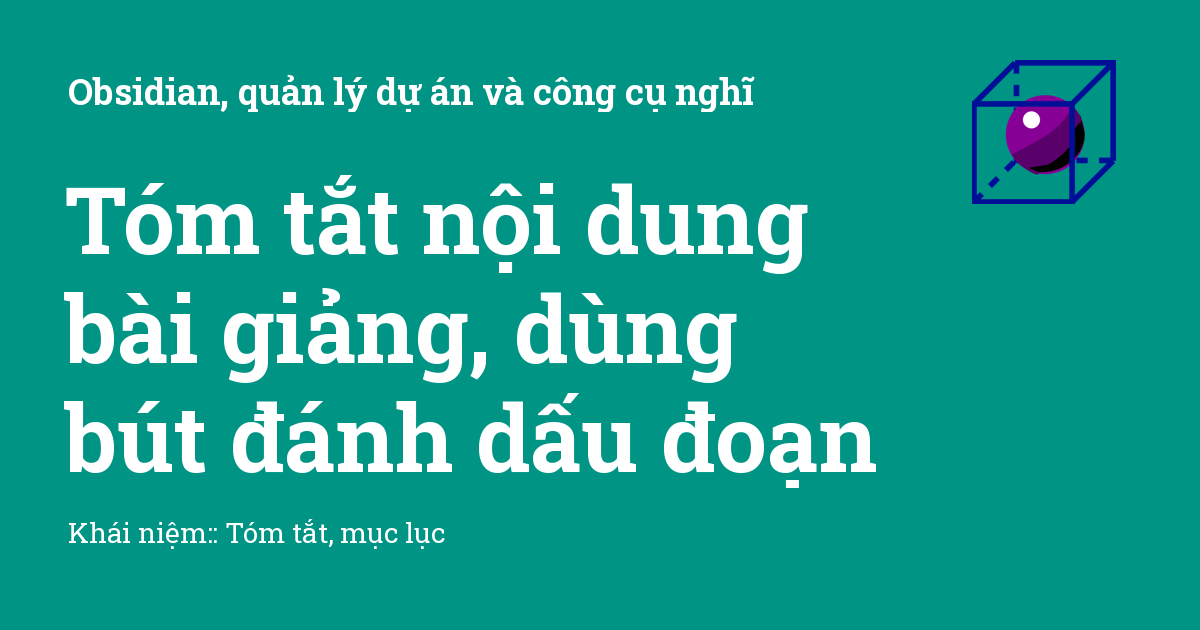 Obsidian, quản lý dự án và công cụ nghĩ
Tóm tắt nội dung
bài giảng, dùng
bút đánh dấu đoạn
Khái niệm:: Tóm tắt, mục lục